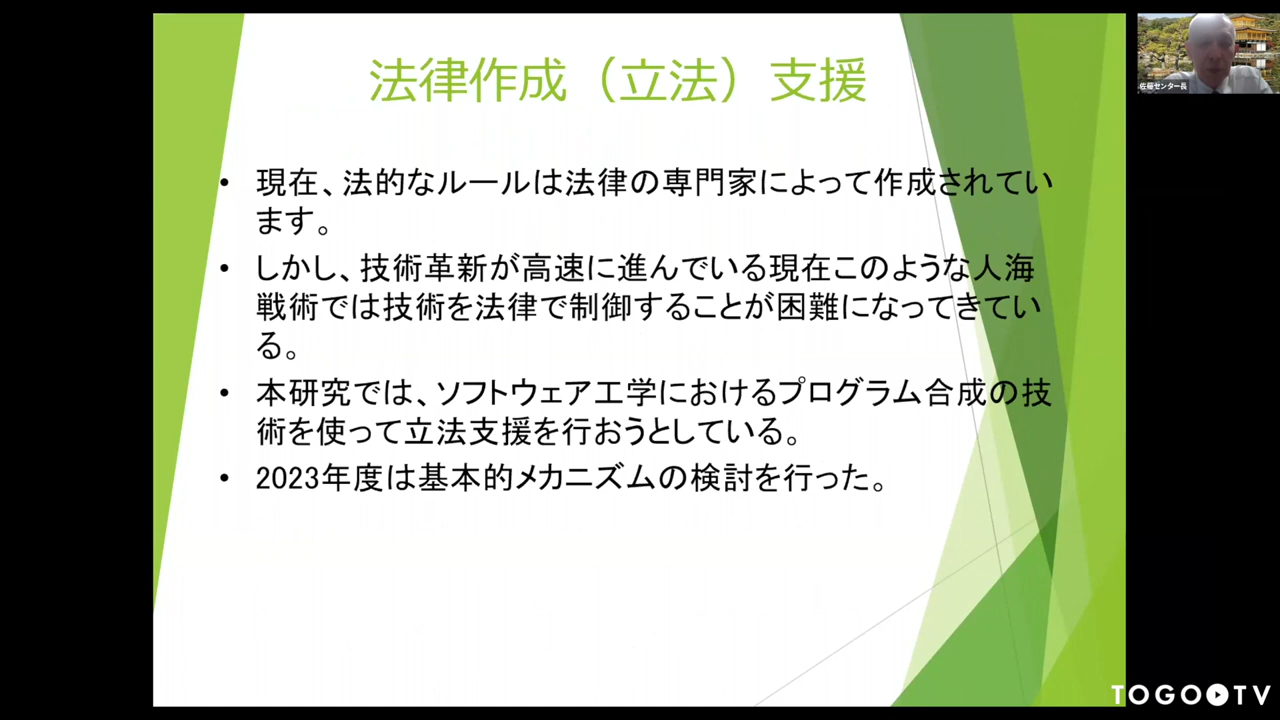 法律作成（立法）支援
• 現在、法的なルールは法律の専門家によって作成されてい
ます。
• しかし、技術革新が高速に進んでいる現在このような人海
戦術では技術を法律で制御することが困難になってきてい
る。
• 本研究では、ソフトウェア工学におけるプログラム合成の技
術を使って立法支援を行おうとしている。
• 2023年度は基本的メカニズムの検討を行った。
佐藤センター長
TOGOTV